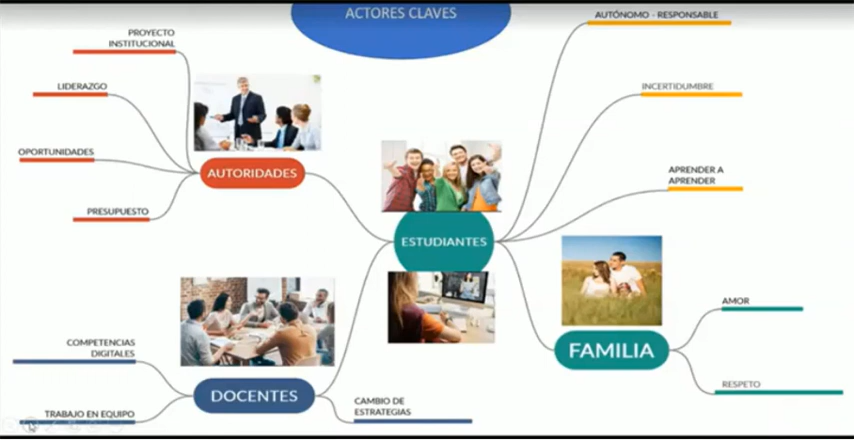 ACTORES CLAVES
PROYECTO
INSTITUCIONAL
LIDERAZGO
OPORTUNIDADES
PRESUPUESTO
AUTORIDADES
AUTÓNOMO - RESPONSABLE
INCERTIDUMBRE
APRENDER A
APRENDER
ESTUDIANTES
FAMILIA
AMOR
RESPETO
COMPETENCIAS
DIGITALES
TRABAJO EN EQUIPO
DOCENTES
CAMBIO DE
ESTRATEGIAS